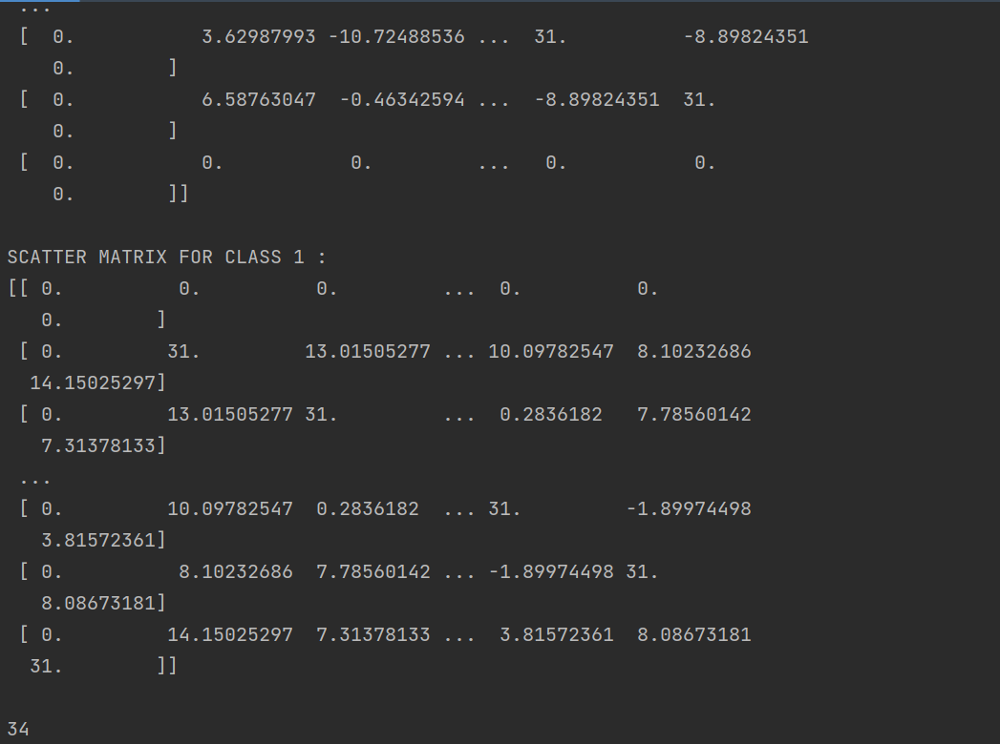 ...
[  0.           3.62987993 -10.72488536 ...  31.          -8.89824351
   0.        ]
[  0.           6.58763047  -0.46342594 ...  -8.89824351  31.
   0.        ]
[  0.           0.           0.         ...   0.           0.
   0.        ]]
SCATTER MATRIX FOR CLASS 1 :
[[ 0.          0.          0.         ...  0.          0.
   0.        ]
 [ 0.         31.         13.01505277 ... 10.09782547  8.10232686
  14.15025297]
 [ 0.         13.01505277 31.         ...  0.2836182   7.78560142
   7.31378133]
 ...
 [ 0.         10.09782547  0.2836182  ... 31.         -1.89974498
   3.81572361]
 [ 0.          8.10232686  7.78560142 ... -1.89974498 31.
   8.08673181]
 [ 0.         14.15025297  7.31378133 ...  3.81572361  8.08673181
  31.        ]]
34